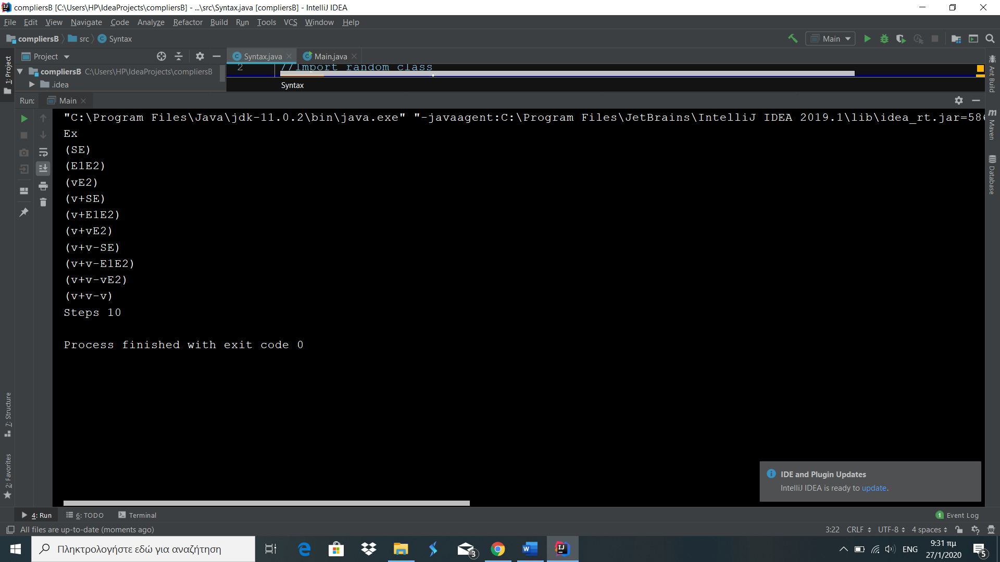 compliersB [C:\Users\HP\IdeaProjects\compliersB] - ...\src\Syntax.java [compliersB] - IntelliJ IDEA
File Edit View Navigate Code Analyze Refactor Build Run Tools VCS Window Help
compliersB src Syntax Main
1: Project
Project Syntax.java Main.java
compliersB C:\Users\HP\IdeaProjects\compliersB
.idea
2 //Import random class
Syntax
Ant Build
Maven
Database
Run: Main
"C:\Program Files\Java\jdk-11.0.2\bin\java.exe" "-javaagent:C:\Program Files\JetBrains\IntelliJ IDEA 2019.1\lib\idea_rt.jar=586
Ex
(SE)
(E1E2)
(vE2)
(v+SE)
(v+E1E2)
(v+vE2)
(v+v-SE)
(v+v-E1E2)
(v+v-vE2)
(v+v-v)
Steps 10
Process finished with exit code 0
7: Structure
2: Favorites
IDE and Plugin Updates
IntelliJ IDEA is ready to update.
4: Run 6: TODO Terminal 1 Event Log
All files are up-to-date (moments ago) 3:22 CRLF UTF-8 4 spaces
Πληκτρολογήστε εδώ για αναζήτηση 3 ENG 9:31 πμ
27/1/2020 5